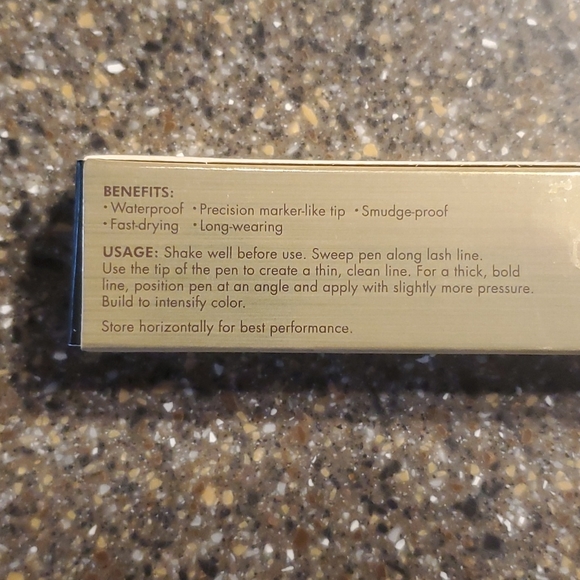 BENEFITS:
• Waterproof • Precision marker-like tip • Smudge-proof
• Fast-drying • Long-wearing
USAGE: Shake well before use. Sweep pen along lash line.
Use the tip of the pen to create a thin, clean line. For a thick, bold
line, position pen at an angle and apply with slightly more pressure.
Build to intensify color.
Store horizontally for best performance.